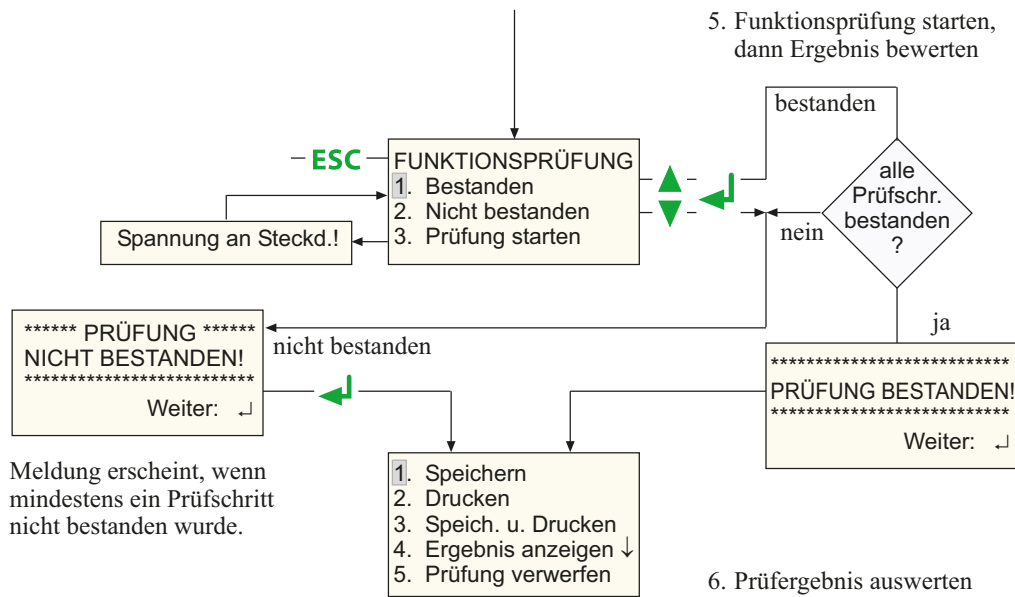 5. Funktionsprüfung starten,
dann Ergebnis bewerten
bestanden
ESC
FUNKTIONSPRÜFUNG
1. Bestanden
2. Nicht bestanden
3. Prüfung starten
Spannung an Steckd.!
alle
Prüfschr.
bestanden
?
nein
ja
****** PRÜFUNG ******
NICHT BESTANDEN!
**************************
Weiter: ↵
nicht bestanden
***************************
PRÜFUNG BESTANDEN!
***************************
Weiter: ↵
Meldung erscheint, wenn
mindestens ein Prüfschritt
nicht bestanden wurde.
1. Speichern
2. Drucken
3. Speich. u. Drucken
4. Ergebnis anzeigen ↓
5. Prüfung verwerfen
6. Prüfergebnis auswerten